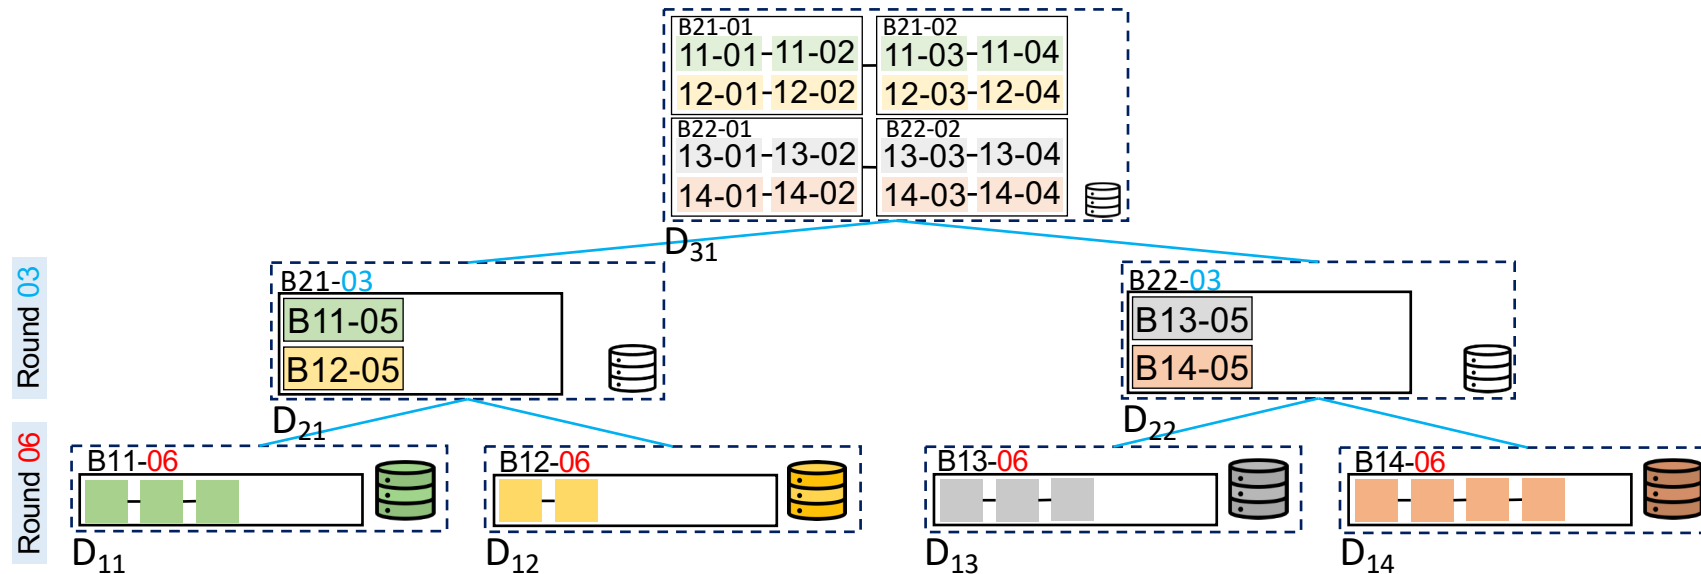 B21-01 B21-02
11-01-11-02 11-03-11-04
12-01-12-02 12-03-12-04
B22-01 B22-02
13-01-13-02 13-03-13-04
14-01-14-02 14-03-14-04
D31
Round 03
B21-03
B11-05
B12-05
D21
B22-03
B13-05
B14-05
D22
Round 06
B11-06
D11
B12-06
D12
B13-06
D13
B14-06
D14